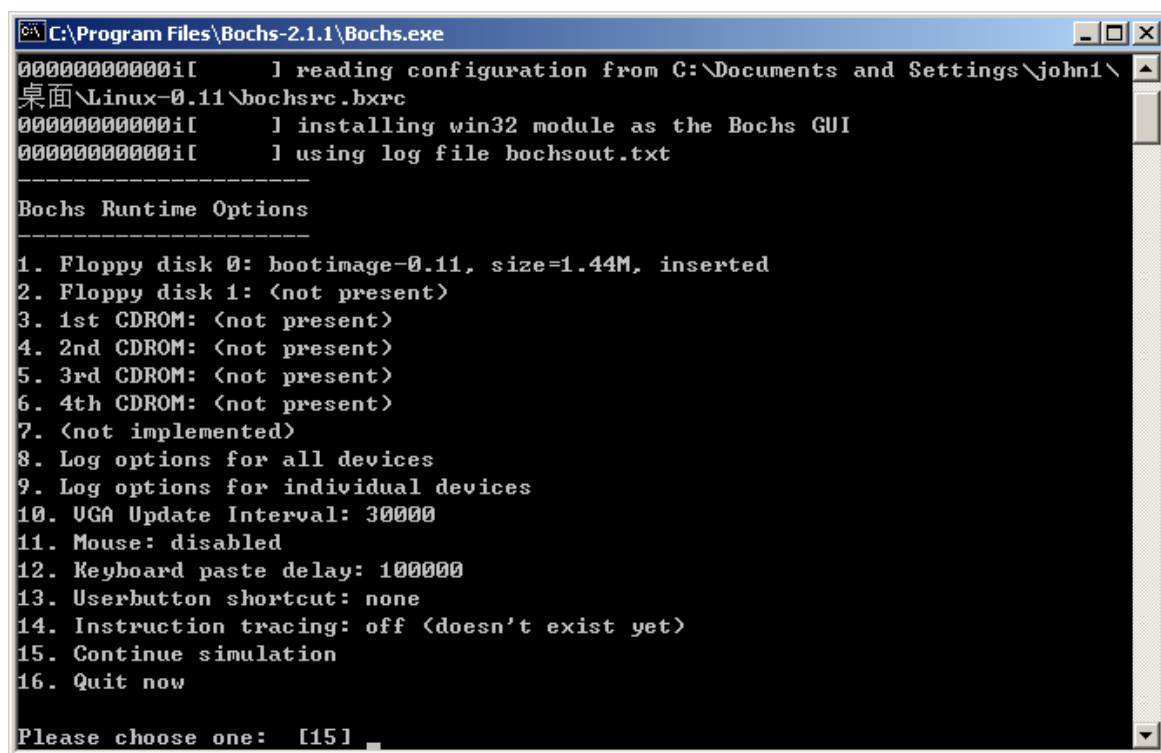 C:\Program Files\Bochs-2.1.1\Bochs.exe
00000000000i[      ] reading configuration from C:\Documents and Settings\john1\
桌面\Linux-0.11\bochsrc.bxrc
00000000000i[      ] installing win32 module as the Bochs GUI
00000000000i[      ] using log file bochsout.txt
---------------------
Bochs Runtime Options
---------------------
1. Floppy disk 0: bootimage-0.11, size=1.44M, inserted
2. Floppy disk 1: (not present)
3. 1st CDROM: (not present)
4. 2nd CDROM: (not present)
5. 3rd CDROM: (not present)
6. 4th CDROM: (not present)
7. (not implemented)
8. Log options for all devices
9. Log options for individual devices
10. VGA Update Interval: 30000
11. Mouse: disabled
12. Keyboard paste delay: 100000
13. Userbutton shortcut: none
14. Instruction tracing: off (doesn't exist yet)
15. Continue simulation
16. Quit now
Please choose one:  [15] _